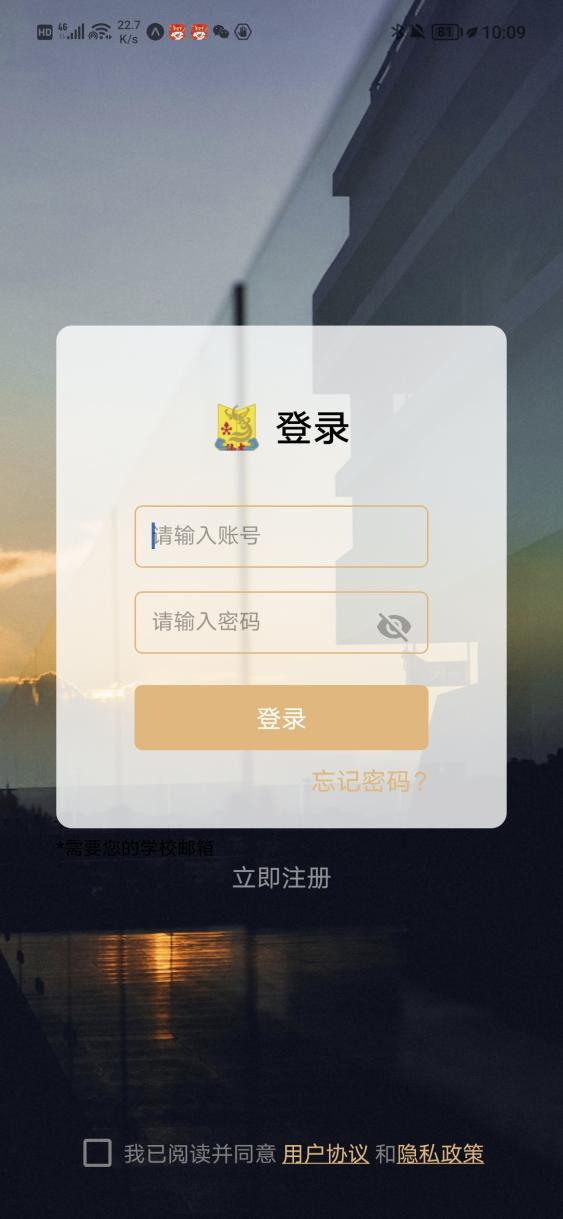 HD 4G 22.7 K/s 81 10:09
登录
请输入账号
请输入密码
登录
忘记密码？
*需要您的学校邮箱
立即注册
我已阅读并同意 用户协议 和隐私政策